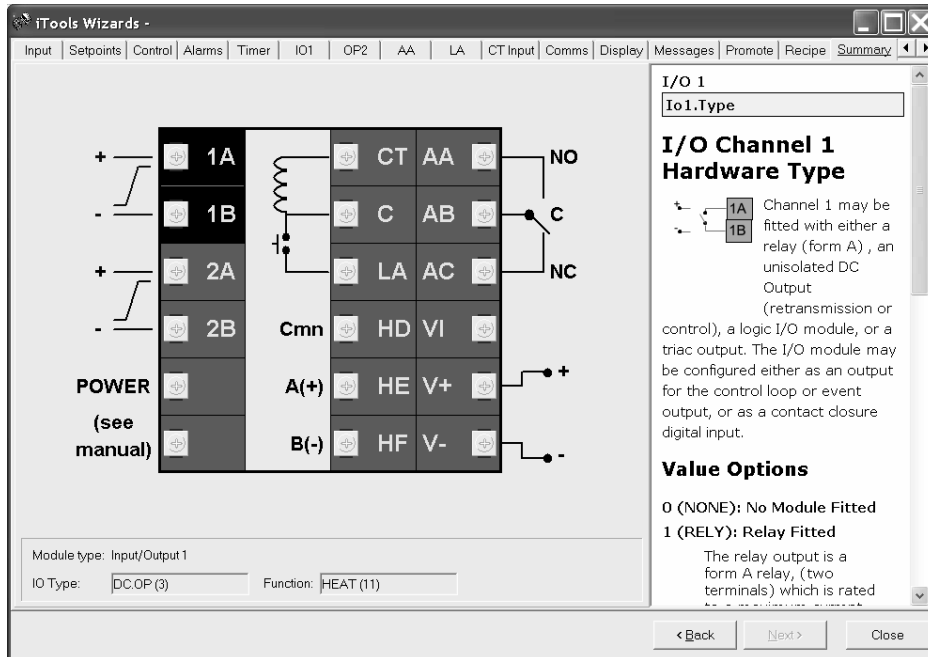 iTools Wizards -
Input Setpoints Control Alarms Timer IO1 OP2 AA LA CT Input Comms Display Messages Promote Recipe Summary
+ 1A CT AA NO
- 1B C AB C
+ 2A LA AC NC
- 2B Cmn HD VI
POWER A(+) HE V+ +
(see
manual) B(-) HF V- -
Module type: Input/Output 1
IO Type: DC.OP (3) Function: HEAT (11)
I/O 1
Io1.Type
I/O Channel 1
Hardware Type
+ 1A
- 1B
Channel 1 may be
fitted with either a
relay (form A) , an
unisolated DC
Output
(retransmission or
control), a logic I/O module, or a
triac output. The I/O module may
be configured either as an output
for the control loop or event
output, or as a contact closure
digital input.
Value Options
0 (NONE): No Module Fitted
1 (RELY): Relay Fitted
The relay output is a
form A relay, (two
terminals) which is rated
< Back Next > Close